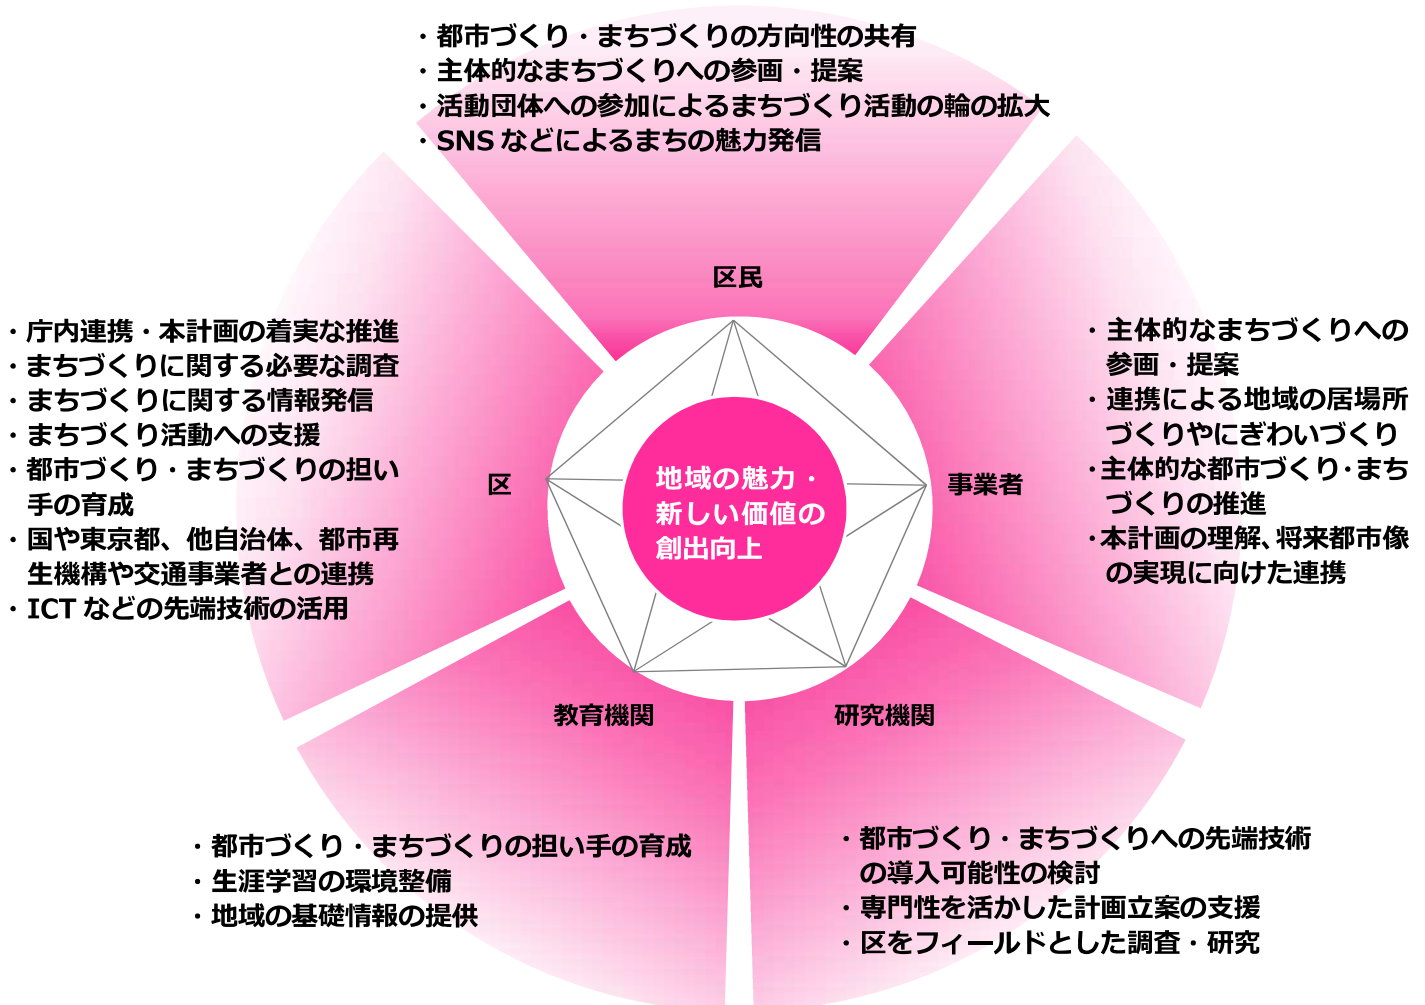 ・都市づくり・まちづくりの方向性の共有
・主体的なまちづくりへの参画・提案
・活動団体への参加によるまちづくり活動の輪の拡大
・SNS などによるまちの魅力発信
区民
・庁内連携・本計画の着実な推進
・まちづくりに関する必要な調査
・まちづくりに関する情報発信
・まちづくり活動への支援
・都市づくり・まちづくりの担い
手の育成
・国や東京都、他自治体、都市再
生機構や交通事業者との連携
・ICT などの先端技術の活用
区
地域の魅力・
新しい価値の
創出向上
事業者
・主体的なまちづくりへの
参画・提案
・連携による地域の居場所
づくりやにぎわいづくり
・主体的な都市づくり・まち
づくりの推進
・本計画の理解、将来都市像
の実現に向けた連携
教育機関
・都市づくり・まちづくりの担い手の育成
・生涯学習の環境整備
・地域の基礎情報の提供
研究機関
・都市づくり・まちづくりへの先端技術
の導入可能性の検討
・専門性を活かした計画立案の支援
・区をフィールドとした調査・研究